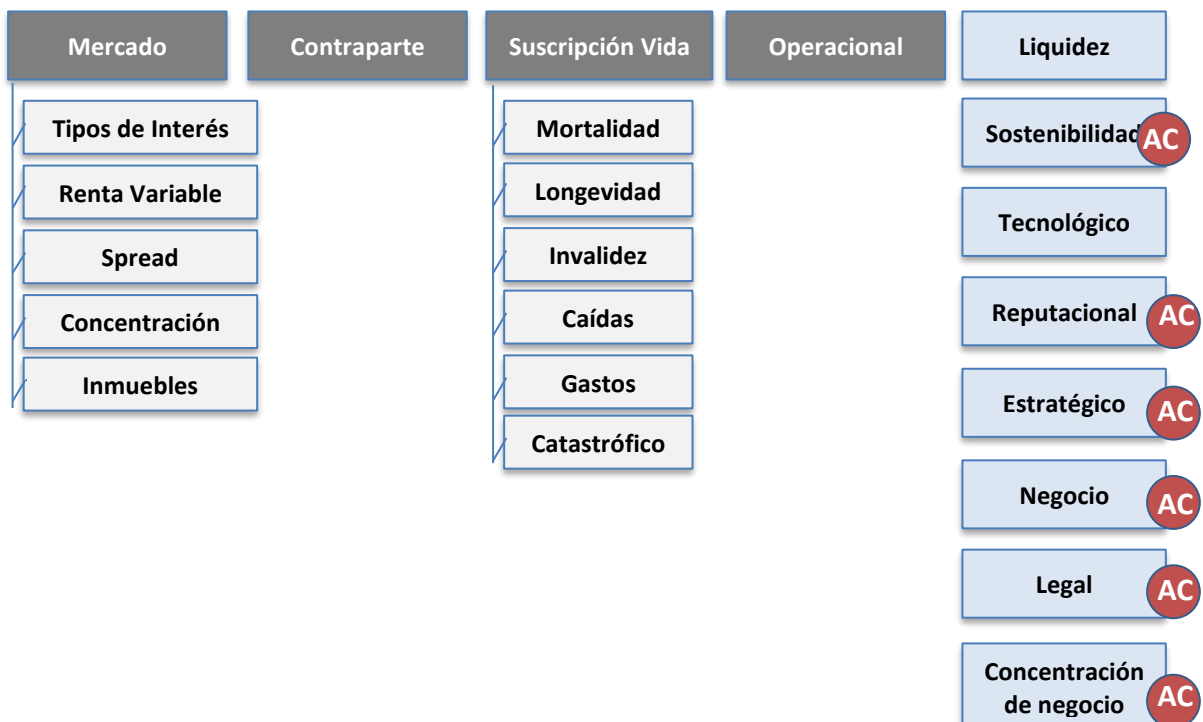 Mercado
Contraparte
Suscripción Vida
Operacional
Liquidez
Tipos de Interés
Renta Variable
Spread
Concentración
Inmuebles
Mortalidad
Longevidad
Invalidez
Caídas
Gastos
Catastrófico
Sostenibilidad
AC
Tecnológico
Reputacional
AC
Estratégico
AC
Negocio
AC
Legal
AC
Concentración
de negocio
AC